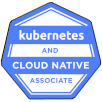 kubernetes
AND
CLOUD NATIVE
ASSOCIATE